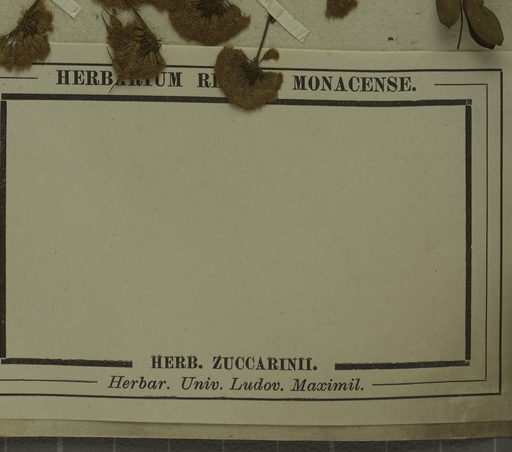 HERBARIUM MONACENSE.
HERB. ZUCCARINII.
Herbar. Univ. Ludov. Maximil.